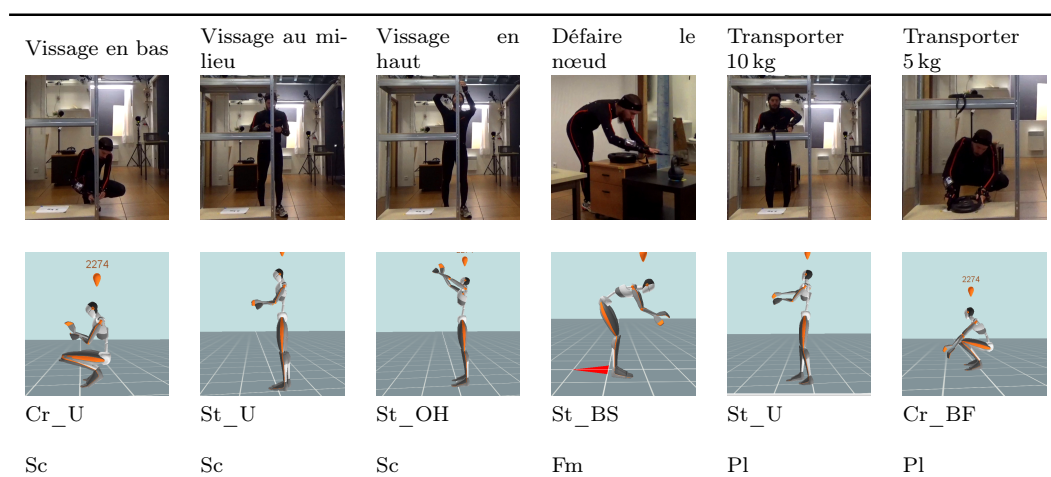 Vissage en bas
Vissage au mi-
lieu
Vissage en
haut
Défaire le
nœud
Transporter
10 kg
Transporter
5 kg
2274
2274
Cr_U
St_U
St_OH
St_BS
St_U
Cr_BF
Sc
Sc
Sc
Fm
Pl
Pl